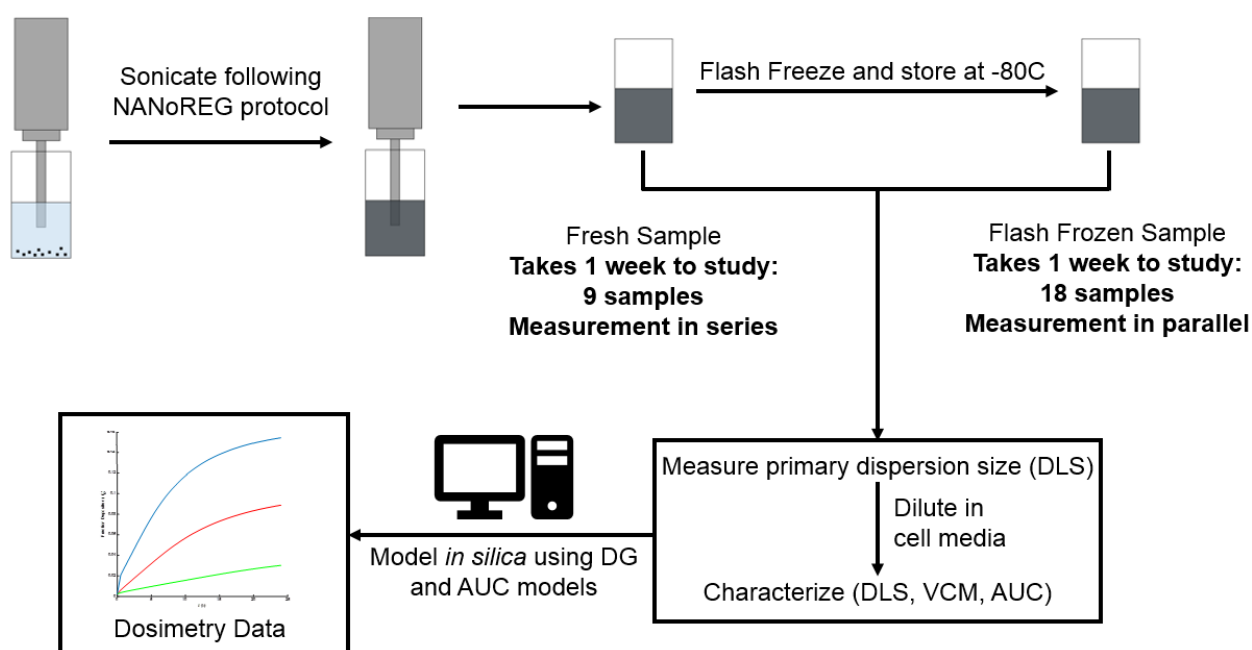 Sonicate following
NANoREG protocol
Flash Freeze and store at -80C
Fresh Sample
Takes 1 week to study:
9 samples
Measurement in series
Flash Frozen Sample
Takes 1 week to study:
18 samples
Measurement in parallel
Measure primary dispersion size (DLS)
Dilute in
cell media
Characterize (DLS, VCM, AUC)
Model in silica using DG
and AUC models
Dosimetry Data